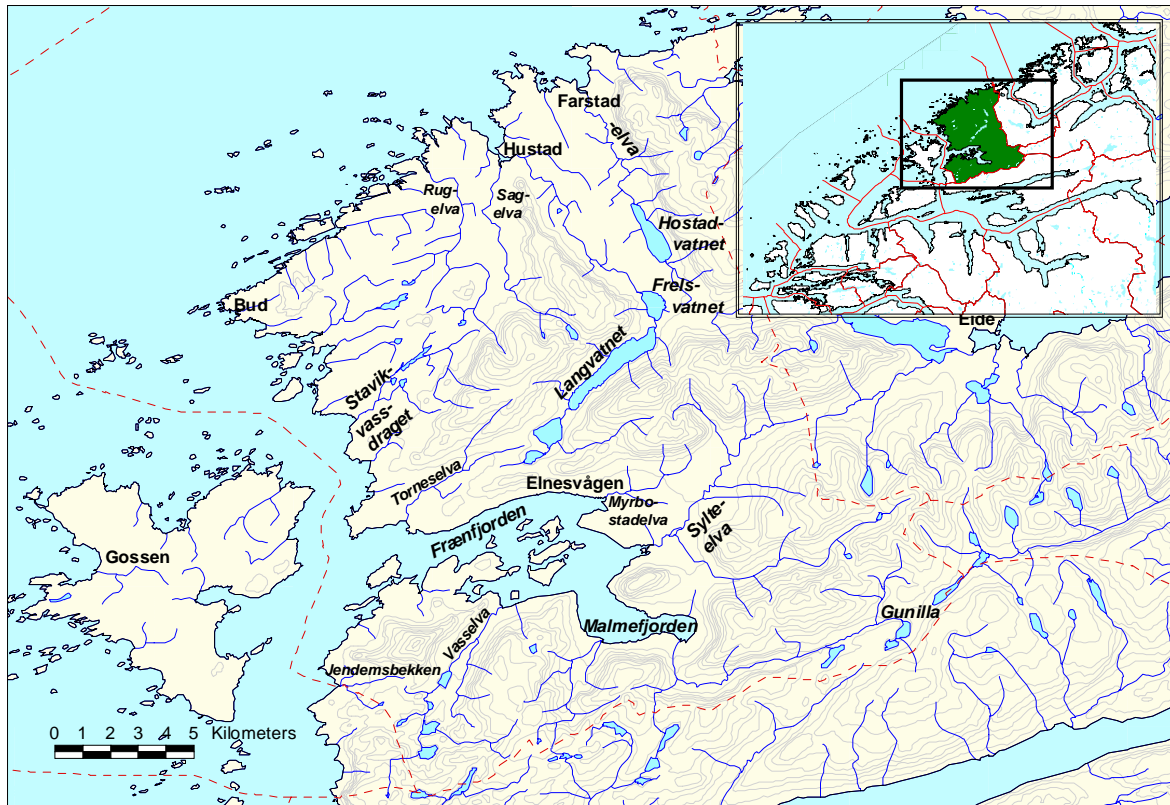 Farstad
-elva
Hustad
Rug-
elva
Sag-
elva
Hostad-
vatnet
Frels-
vatnet
Bud
Eide
Langvatnet
Stavik-
vass-
draget
Torneselva
Elnesvågen
Myrbo-
stadelva
Sylte-
elva
Frænfjorden
Gossen
Gunilla
Malmefjorden
Vasselva
Jendemsbekken
0 1 2 3 4 5 Kilometers